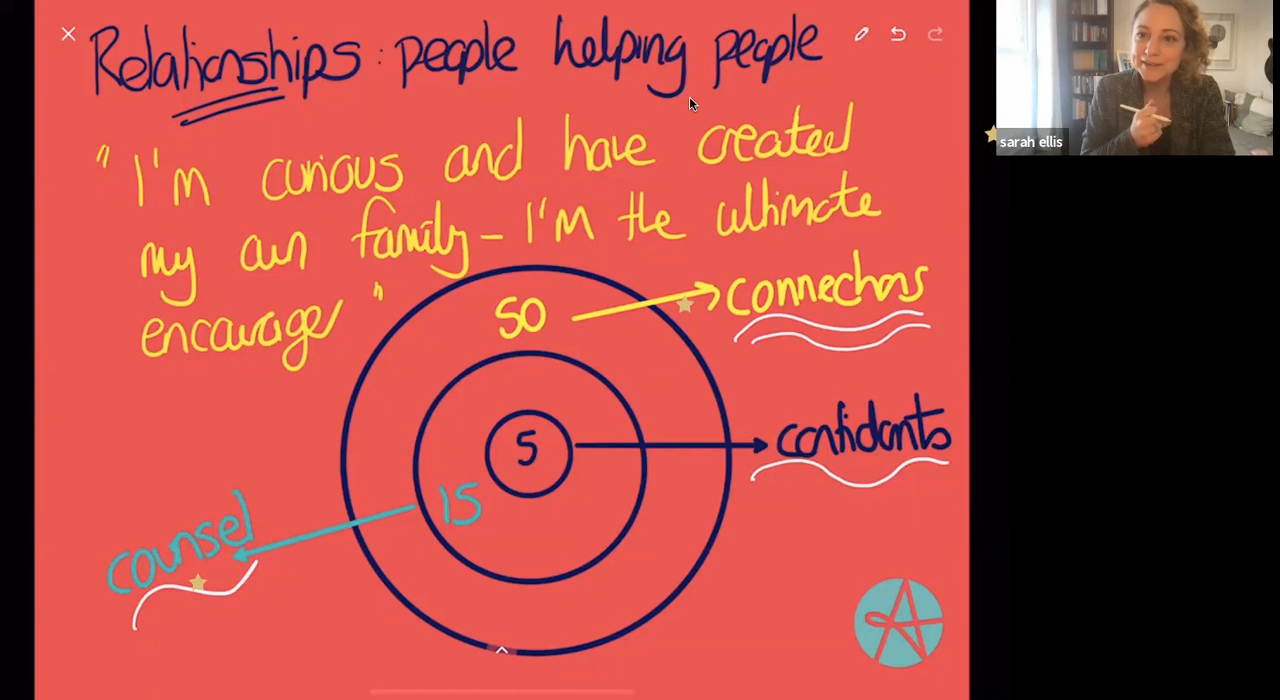 Relationships: people helping people
"I'm curious and have created
my own family - I'm the ultimate
encourager"
50
connectors
5
confidants
15
counsel
A
sarah ellis